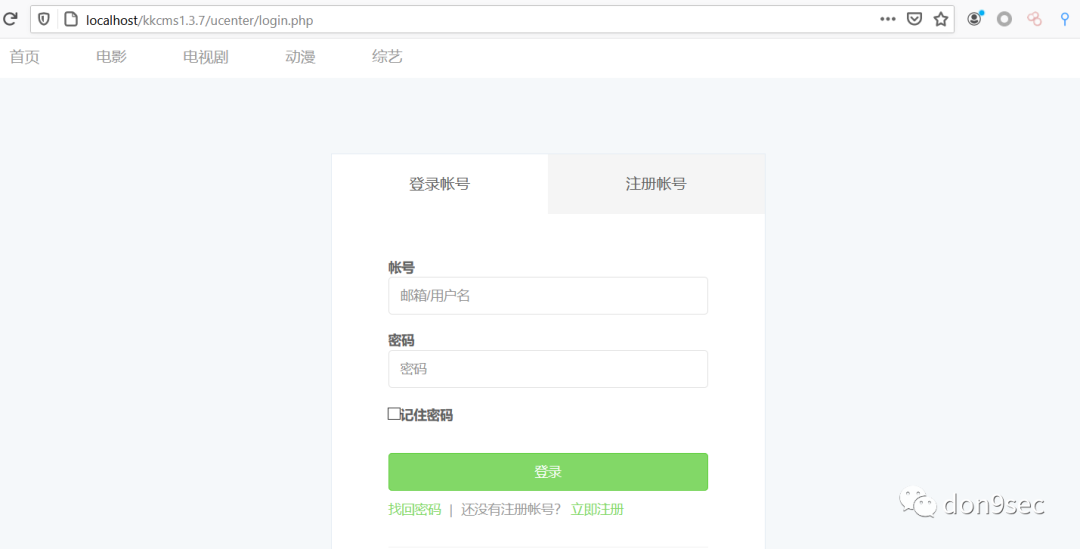 localhost/kkcms1.3.7/ucenter/login.php
首页 电影 电视剧 动漫 综艺
登录帐号 注册帐号
帐号
邮箱/用户名
密码
密码
记住密码
登录
找回密码 | 还没有注册帐号? 立即注册
don9sec